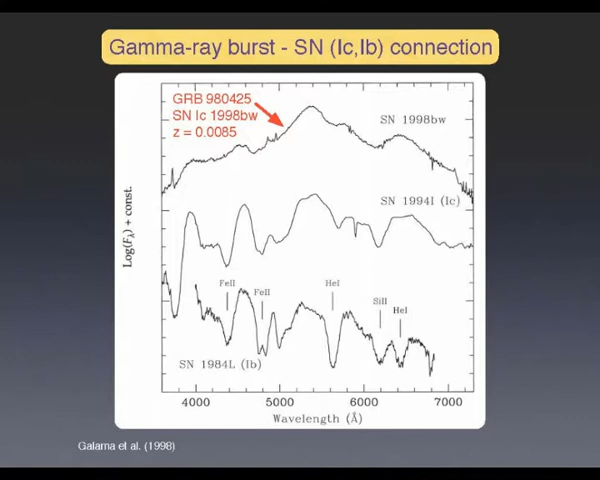 Gamma-ray burst - SN (Ic,Ib) connection
GRB 980425
SN Ic 1998bw
z = 0.0085
SN 1998bw
SN 1994I (Ic)
Log(Fλ) + const.
FeII
FeII
HeI
SiII
HeI
SN 1984L (Ib)
4000 5000 6000 7000
Wavelength (Å)
Galama et al. (1998)